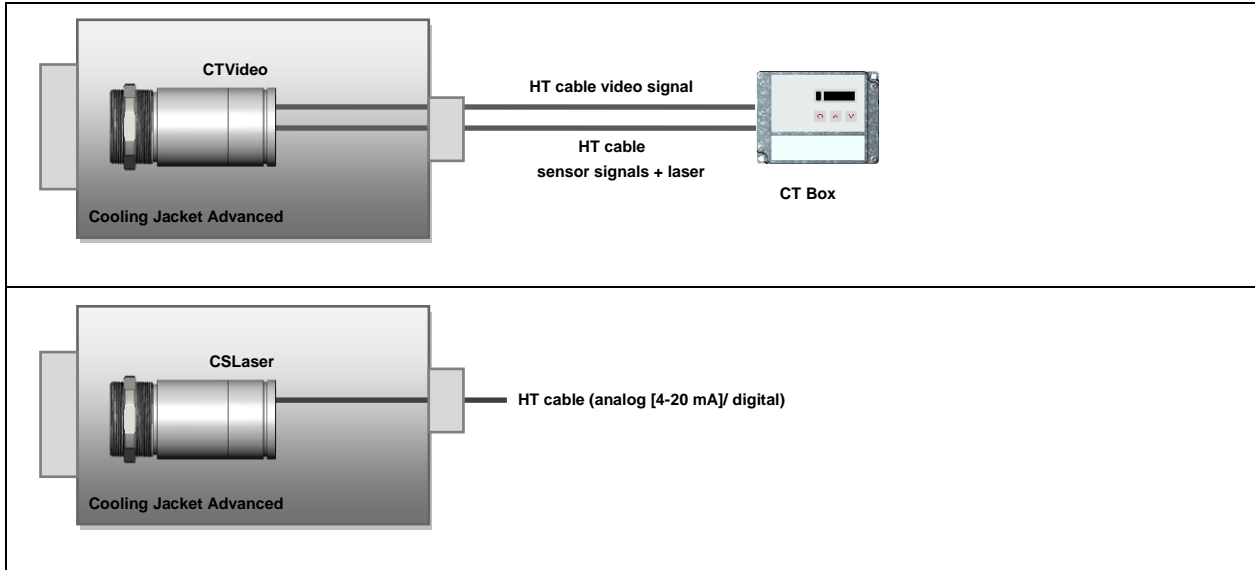 CTVideo
HT cable video signal
HT cable
sensor signals + laser
CT Box
Cooling Jacket Advanced
CSLaser
HT cable (analog [4-20 mA]/ digital)
Cooling Jacket Advanced